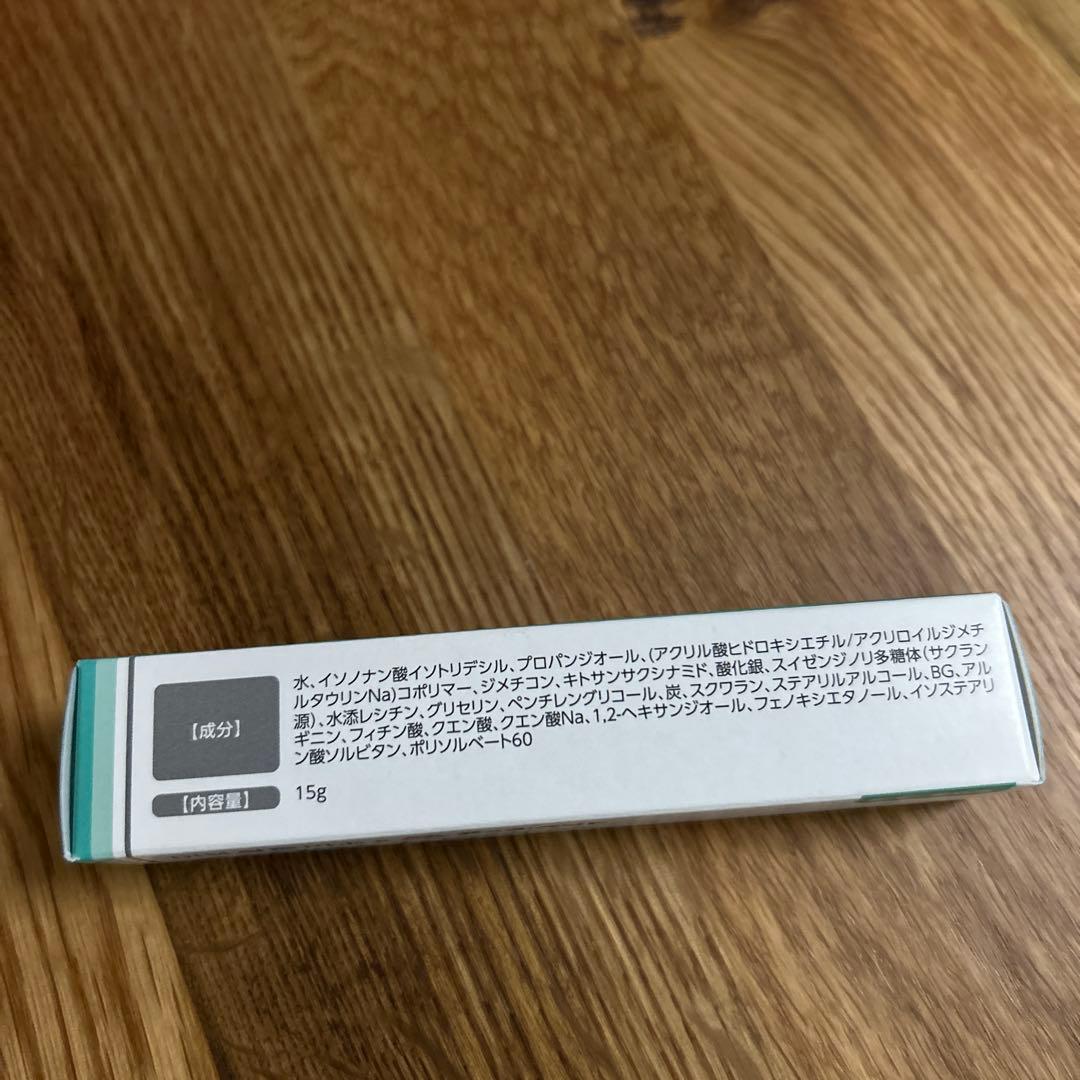 【成分】
水、イソノナン酸イソトリデシル、プロパンジオール、(アクリル酸ヒドロキシエチル/アクリロイルジメチ
ルタウリンNa)コポリマー、ジメチコン、キトサンサクシナミド、酸化銀、スイゼンジノリ多糖体(サクラン
源)、水添レシチン、グリセリン、ペンチレングリコール、炭、スクワラン、ステアリルアルコール、BG、アル
ギニン、フィチン酸、クエン酸、クエン酸Na、1,2-ヘキサンジオール、フェノキシエタノール、イソステアリ
ン酸ソルビタン、ポリソルベート60
【内容量】
15g